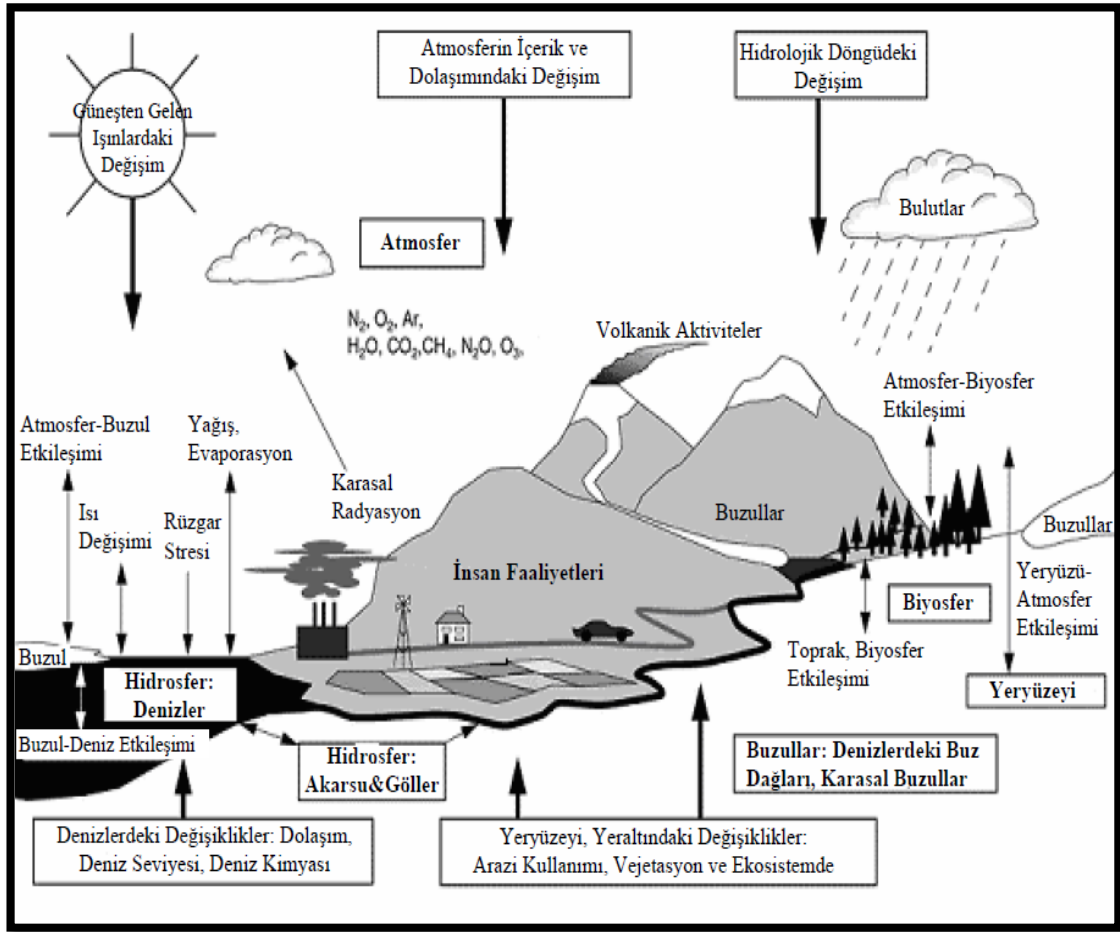 Atmosferin İçerik ve
Dolaşımındaki Değişim
Hidrolojik Döngüdeki
Değişim
Güneşten Gelen
Işınlardaki
Değişim
Bulutlar
Atmosfer
N₂, O₂, Ar,
H₂O, CO₂,CH₄, N₂O, O₃,
Volkanik Aktiviteler
Atmosfer-Biyosfer
Etkileşimi
Atmosfer-Buzul
Etkileşimi
Yağış,
Evaporasyon
Karasal
Radyasyon
Isı
Değişimi
Rüzgar
Stresi
Buzullar
Buzullar
İnsan Faaliyetleri
Yeryüzü-
Atmosfer
Etkileşimi
Biyosfer
Toprak, Biyosfer
Etkileşimi
Buzul
Hidrosfer:
Denizler
Yeryüzeyi
Buzul-Deniz Etkileşimi
Hidrosfer:
Akarsu&Göller
Buzullar: Denizlerdeki Buz
Dağları, Karasal Buzullar
Denizlerdeki Değişiklikler: Dolaşım,
Deniz Seviyesi, Deniz Kimyası
Yeryüzeyi, Yeraltındaki Değişiklikler:
Arazi Kullanımı, Vejetasyon ve Ekosistemde